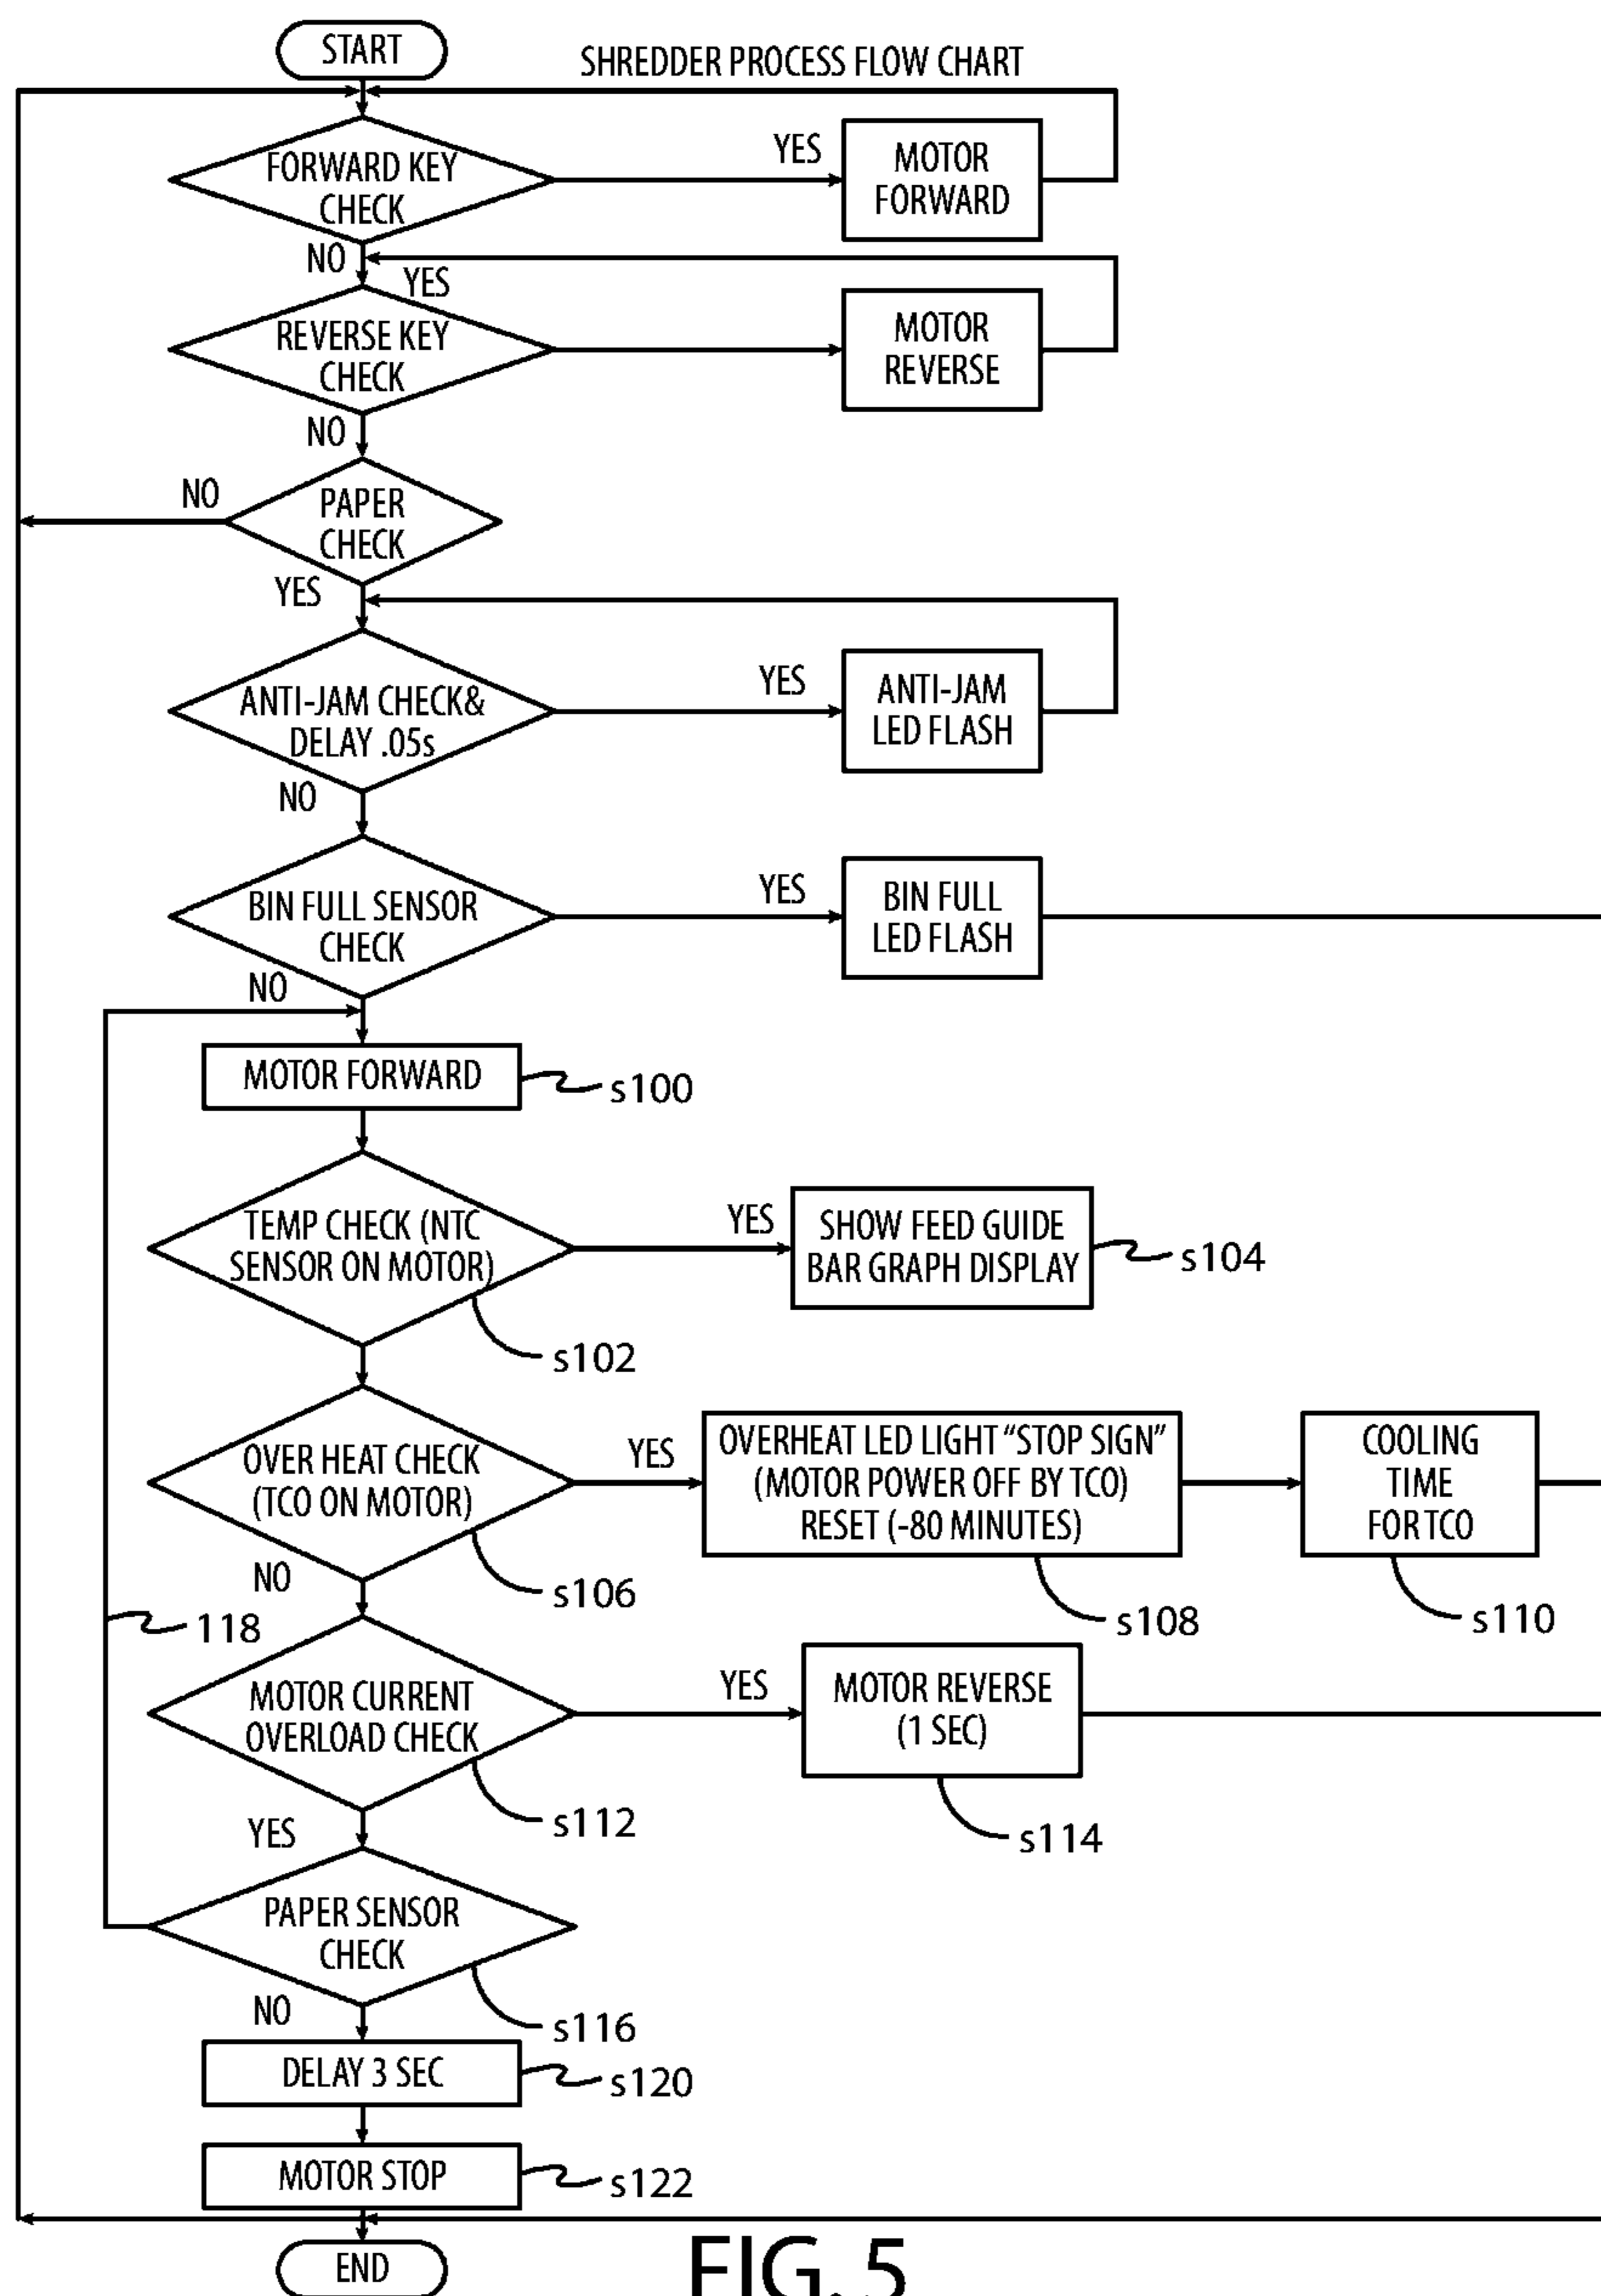 START
SHREDDER PROCESS FLOW CHART
FORWARD KEY
CHECK
YES
MOTOR
FORWARD
NO
YES
REVERSE KEY
CHECK
MOTOR
REVERSE
NO
NO
PAPER
CHECK
YES
ANTI-JAM CHECK&
DELAY .05s
YES
ANTI-JAM
LED FLASH
NO
BIN FULL SENSOR
CHECK
YES
BIN FULL
LED FLASH
NO
MOTOR FORWARD
s100
TEMP CHECK (NTC
SENSOR ON MOTOR)
YES
SHOW FEED GUIDE
BAR GRAPH DISPLAY
s104
s102
OVER HEAT CHECK
(TCO ON MOTOR)
YES
OVERHEAT LED LIGHT “STOP SIGN”
(MOTOR POWER OFF BY TCO)
RESET (-80 MINUTES)
COOLING
TIME
FOR TCO
NO
s106
s108
s110
118
MOTOR CURRENT
OVERLOAD CHECK
YES
MOTOR REVERSE
(1 SEC)
s112
s114
YES
PAPER SENSOR
CHECK
NO
s116
DELAY 3 SEC
s120
MOTOR STOP
s122
END
FIG. 5